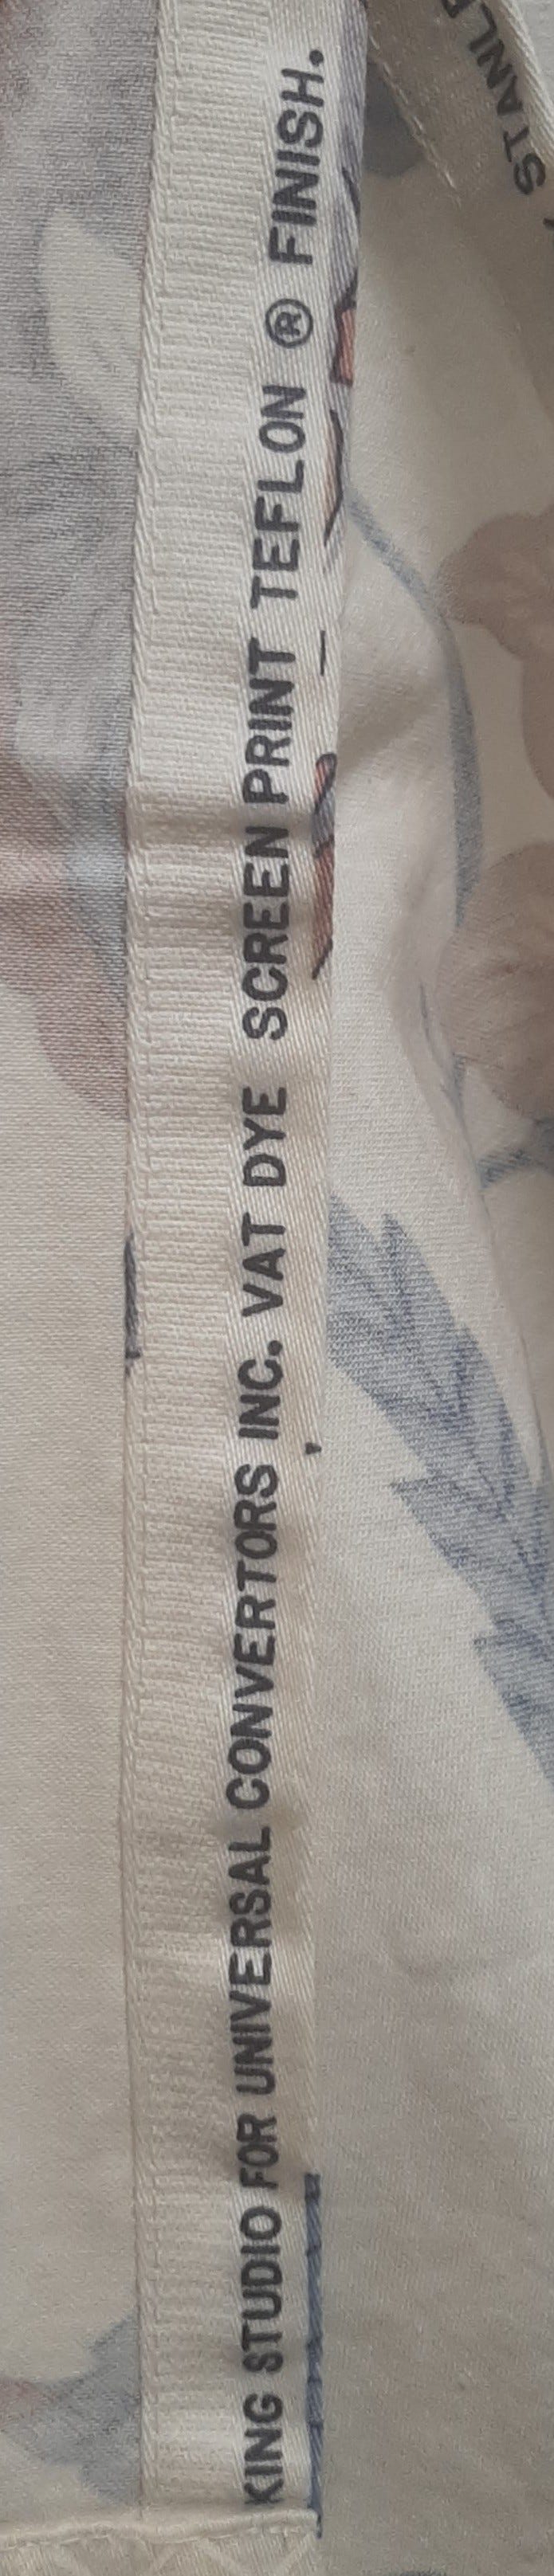 KING STUDIO FOR UNIVERSAL CONVERTORS INC. VAT DYE SCREEN PRINT TEFLON ® FINISH.